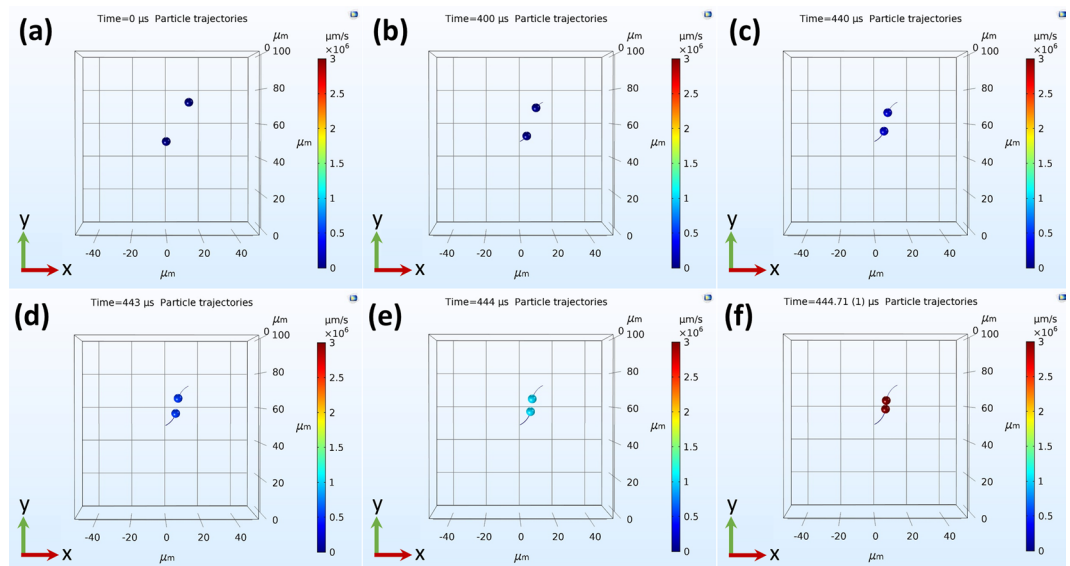 (a)
Time=0 µs Particle trajectories
µm
0
100
80
60
µm
40
20
0
-40 -20 0 20 40
µm
µm/s
×10⁶
3
2.5
2
1.5
1
0.5
0
y
x
(b)
Time=400 µs Particle trajectories
µm
0
100
80
60
µm
40
20
0
-40 -20 0 20 40
µm
µm/s
×10⁶
3
2.5
2
1.5
1
0.5
0
y
x
(c)
Time=440 µs Particle trajectories
µm
0
100
80
60
µm
40
20
0
-40 -20 0 20 40
µm
µm/s
×10⁶
3
2.5
2
1.5
1
0.5
0
y
x
(d)
Time=443 µs Particle trajectories
µm
0
100
80
60
µm
40
20
0
-40 -20 0 20 40
µm
µm/s
×10⁶
3
2.5
2
1.5
1
0.5
0
y
x
(e)
Time=444 µs Particle trajectories
µm
0
100
80
60
µm
40
20
0
-40 -20 0 20 40
µm
µm/s
×10⁶
3
2.5
2
1.5
1
0.5
0
y
x
(f)
Time=444.71 (1) µs Particle trajectories
µm
0
100
80
60
µm
40
20
0
-40 -20 0 20 40
µm
µm/s
×10⁶
3
2.5
2
1.5
1
0.5
0
y
x